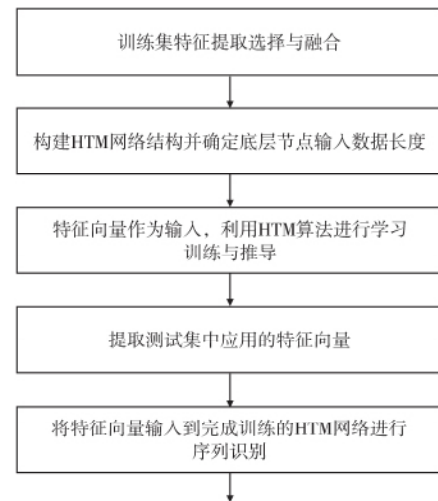 训练集特征提取选择与融合
构建HTM网络结构并确定底层节点输入数据长度
特征向量作为输入，利用HTM算法进行学习
训练与推导
提取测试集中应用的特征向量
将特征向量输入到完成训练的HTM网络进行
序列识别